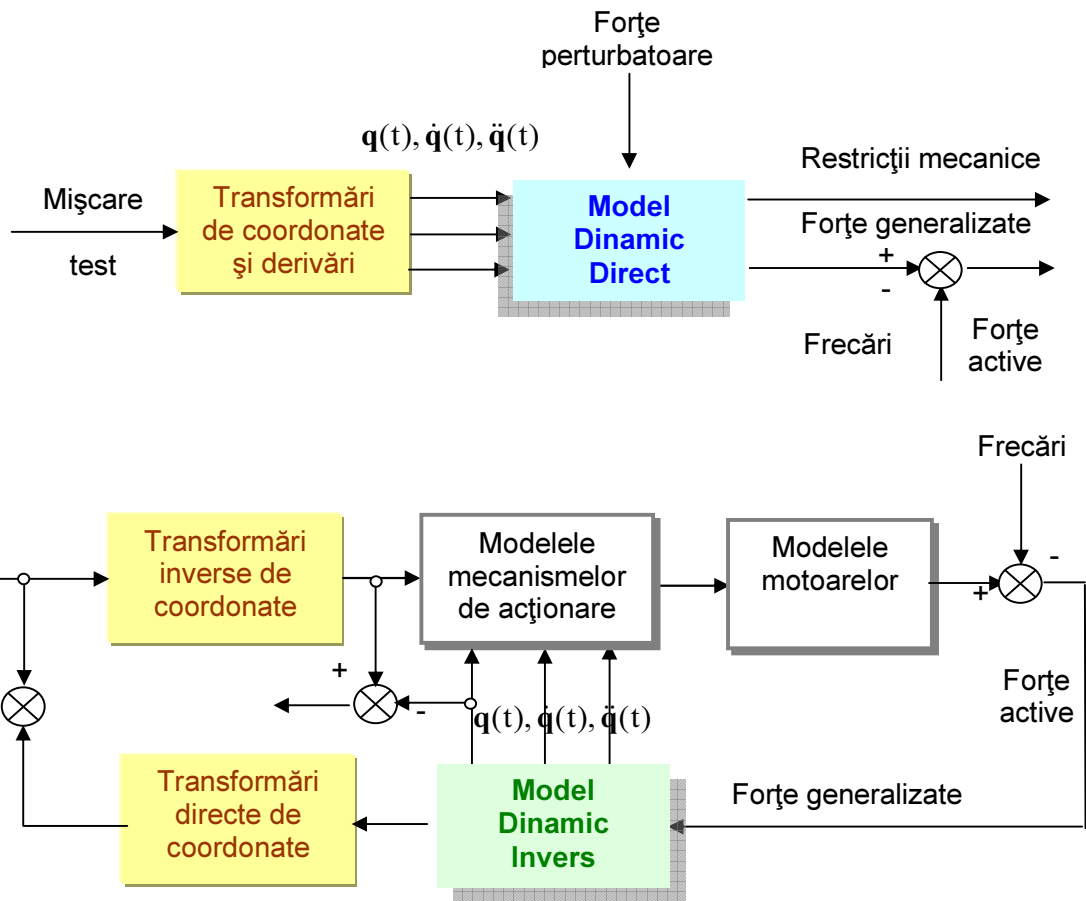 Forţe
perturbatoare
q(t), q̇(t), q̈(t)
Mişcare
test
Transformări
de coordonate
şi derivări
Model
Dinamic
Direct
Restricţii mecanice
Forţe generalizate
+
-
Frecări
Forţe
active
Frecări
Transformări
inverse de
coordonate
Modelele
mecanismelor
de acţionare
Modelele
motoarelor
-
+
+
-
Forţe
active
q(t), q̇(t), q̈(t)
Transformări
directe de
coordonate
Model
Dinamic
Invers
Forţe generalizate